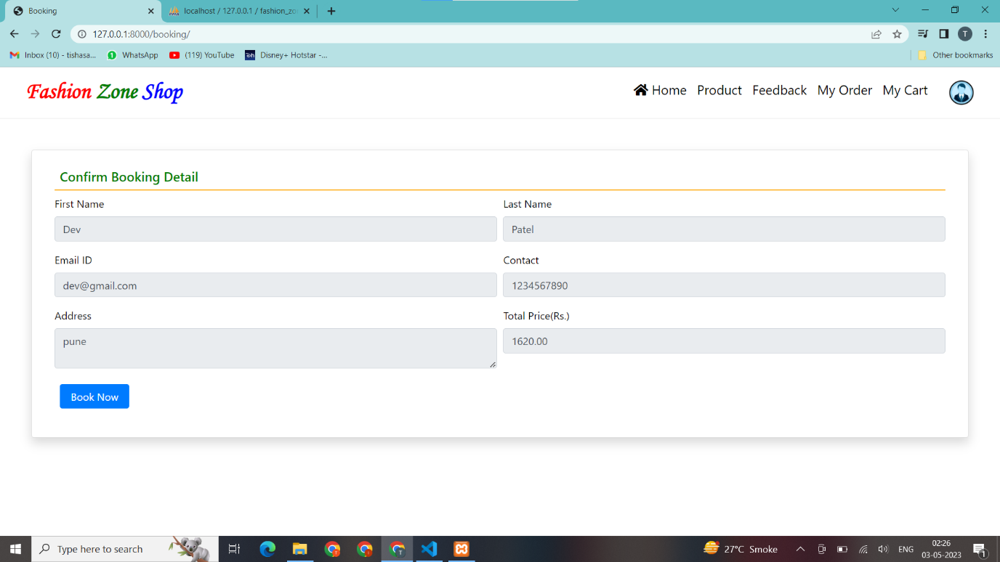 Booking
localhost / 127.0.0.1 / fashion_zo
127.0.0.1:8000/booking/
T
Inbox (10) - tishasa...
WhatsApp
(119) YouTube
Disney+ Hotstar -...
Other bookmarks
Fashion Zone Shop
Home Product Feedback My Order My Cart
Confirm Booking Detail
First Name
Last Name
Dev
Patel
Email ID
Contact
dev@gmail.com
1234567890
Address
Total Price(Rs.)
pune
1620.00
Book Now
Type here to search
27°C Smoke
ENG
02:26
03-05-2023
1